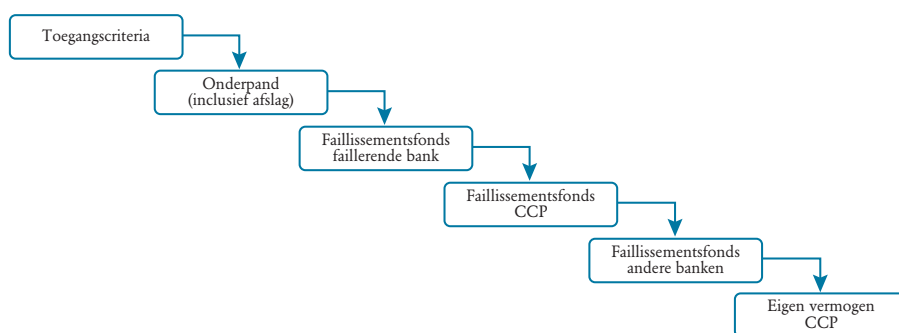 Toegangscriteria
Onderpand
(inclusief afslag)
Faillissementsfonds
faillerende bank
Faillissementsfonds
CCP
Faillissementsfonds
andere banken
Eigen vermogen
CCP